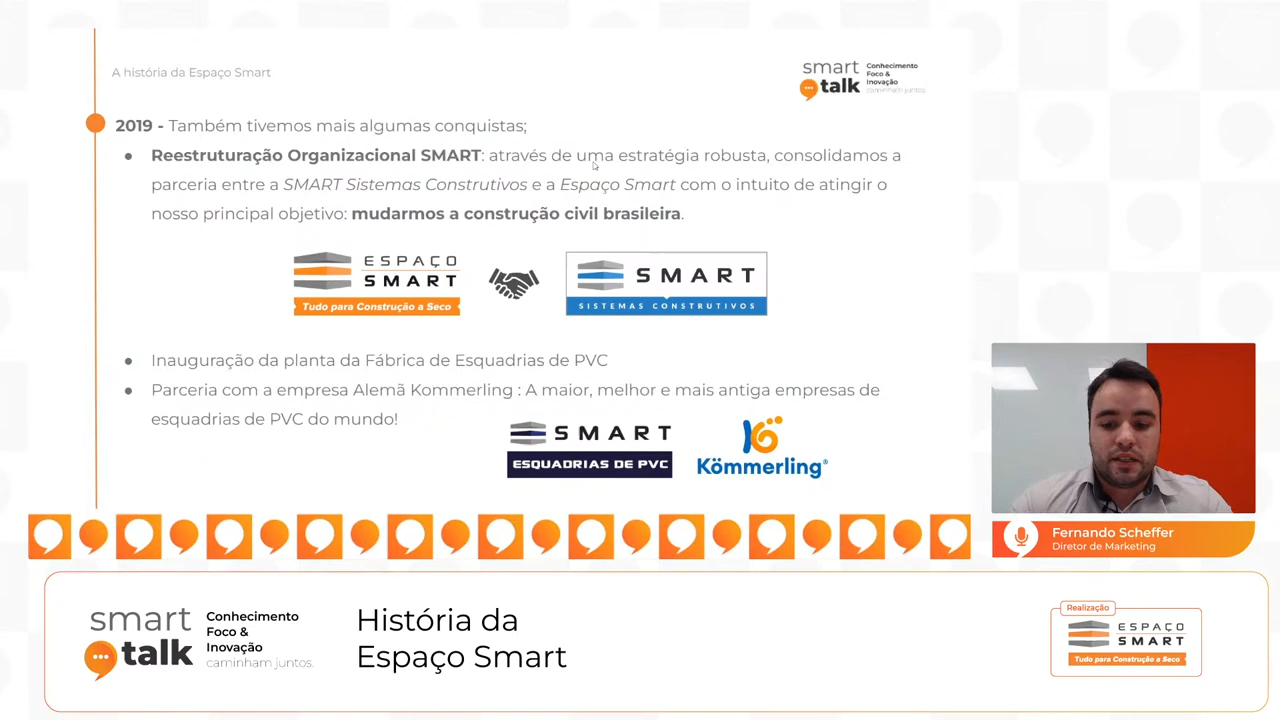 A história da Espaço Smart
smart
talk
Conhecimento
Foco &
Inovação
caminham juntos.
2019 - Também tivemos mais algumas conquistas;
● Reestruturação Organizacional SMART: através de uma estratégia robusta, consolidamos a
parceria entre a SMART Sistemas Construtivos e a Espaço Smart com o intuito de atingir o
nosso principal objetivo: mudarmos a construção civil brasileira.
ESPAÇO
SMART
Tudo para Construção a Seco
SMART
SISTEMAS CONSTRUTIVOS
● Inauguração da planta da Fábrica de Esquadrias de PVC
● Parceria com a empresa Alemã Kommerling : A maior, melhor e mais antiga empresas de
esquadrias de PVC do mundo!
SMART
ESQUADRIAS DE PVC
Kömmerling®
Fernando Scheffer
Diretor de Marketing
smart
talk
Conhecimento
Foco &
Inovação
caminham juntos.
História da
Espaço Smart
Realização
ESPAÇO
SMART
Tudo para Construção a Seco